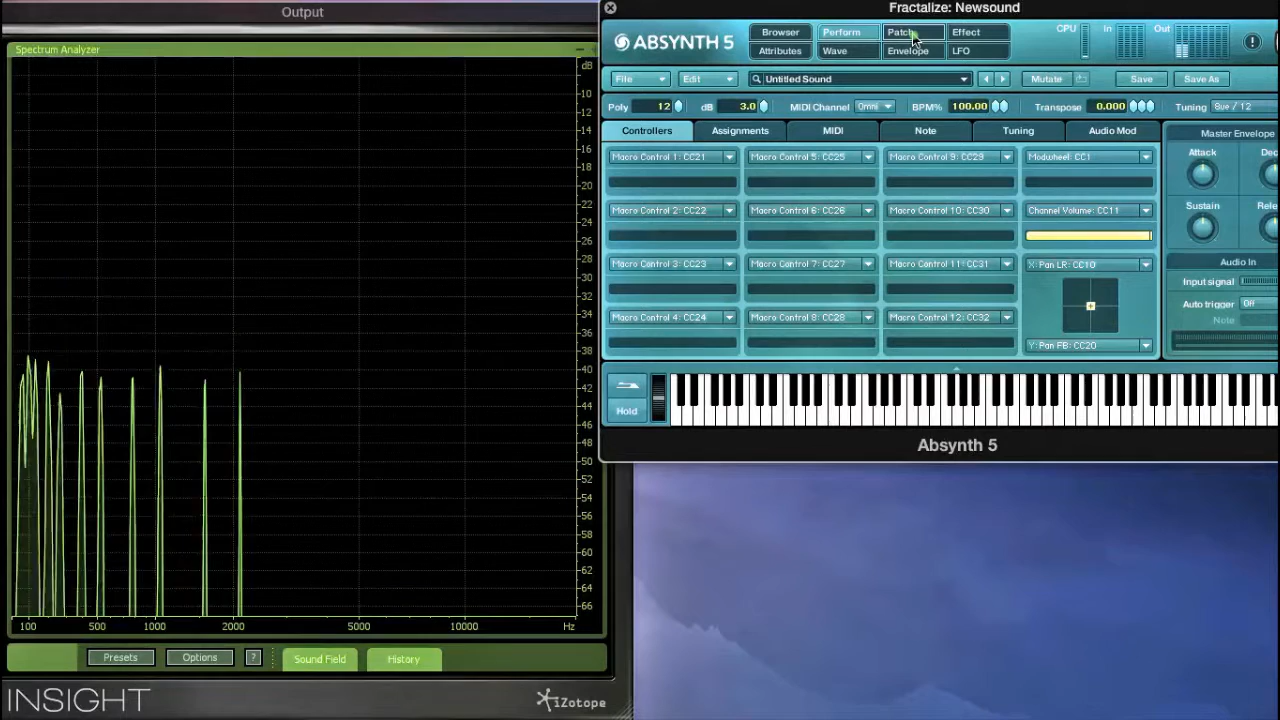 Output
Spectrum Analyzer
dB
10
12
14
16
18
20
22
24
26
28
30
32
34
36
38
40
42
44
46
48
50
52
54
56
58
60
62
64
66
100 500 1000 2000 5000 10000 Hz
Presets Options ? Sound Field History
INSIGHT iZotope
Fractalize: Newsound
ABSYNTH 5
Browser Perform Patch Effect
Attributes Wave Envelope LFO
CPU In Out
File Edit Untitled Sound Mutate Save Save As
Poly 12 dB 3.0 MIDI Channel Omni BPM% 100.00 Transpose 0.000 Tuning 8ve / 12
Controllers Assignments MIDI Note Tuning Audio Mod
Macro Control 1: CC21 Macro Control 5: CC25 Macro Control 9: CC29 Modwheel: CC1
Macro Control 2: CC22 Macro Control 6: CC26 Macro Control 10: CC30 Channel Volume: CC11
Macro Control 3: CC23 Macro Control 7: CC27 Macro Control 11: CC31 X: Pan LR: CC10
Macro Control 4: CC24 Macro Control 8: CC28 Macro Control 12: CC32
Y: Pan FB: CC20
Master Envelope
Attack Dec
Sustain Rele
Audio In
Input signal
Auto trigger Off
Note
Hold
Absynth 5